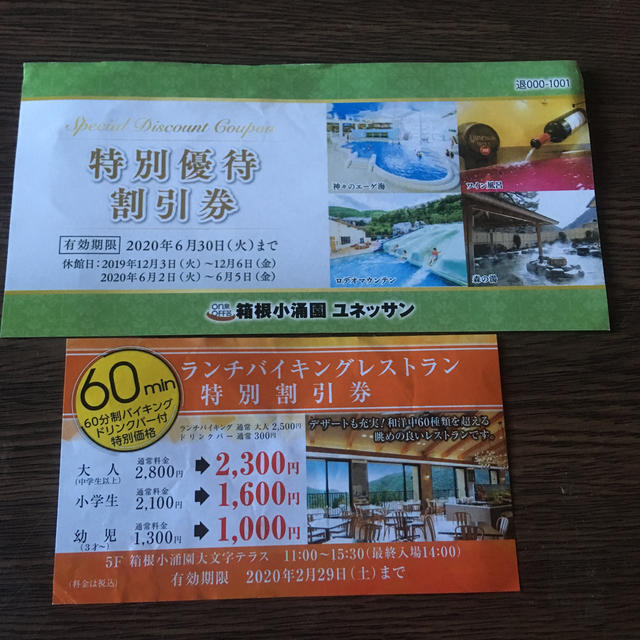 退000-1001
Special Discount Coupon
特別優待
割引券
有効期限 2020年6月30日(火)まで
休館日:2019年12月3日(火)～12月6日(金)
2020年6月2日(火)～6月5日(金)
神々のエーゲ海
ワイン風呂
ロデオマウンテン
森の湯
箱根小涌園 ユネッサン
60min
60分制バイキング
ドリンクバー付
特別価格
ランチバイキングレストラン
特別割引券
ランチバイキング 通常 大人 2,500円
ドリンクバー 通常 300円
大人 (中学生以上) 通常料金 2,800円 ➡ 2,300円
小学生 通常料金 2,100円 ➡ 1,600円
幼児 (3才～) 通常料金 1,300円 ➡ 1,000円
デザートも充実!和洋中60種類を超える
眺めの良いレストランです。
5F 箱根小涌園大文字テラス 11:00～15:30(最終入場14:00)
(料金は税込) 有効期限 2020年2月29日(土)まで